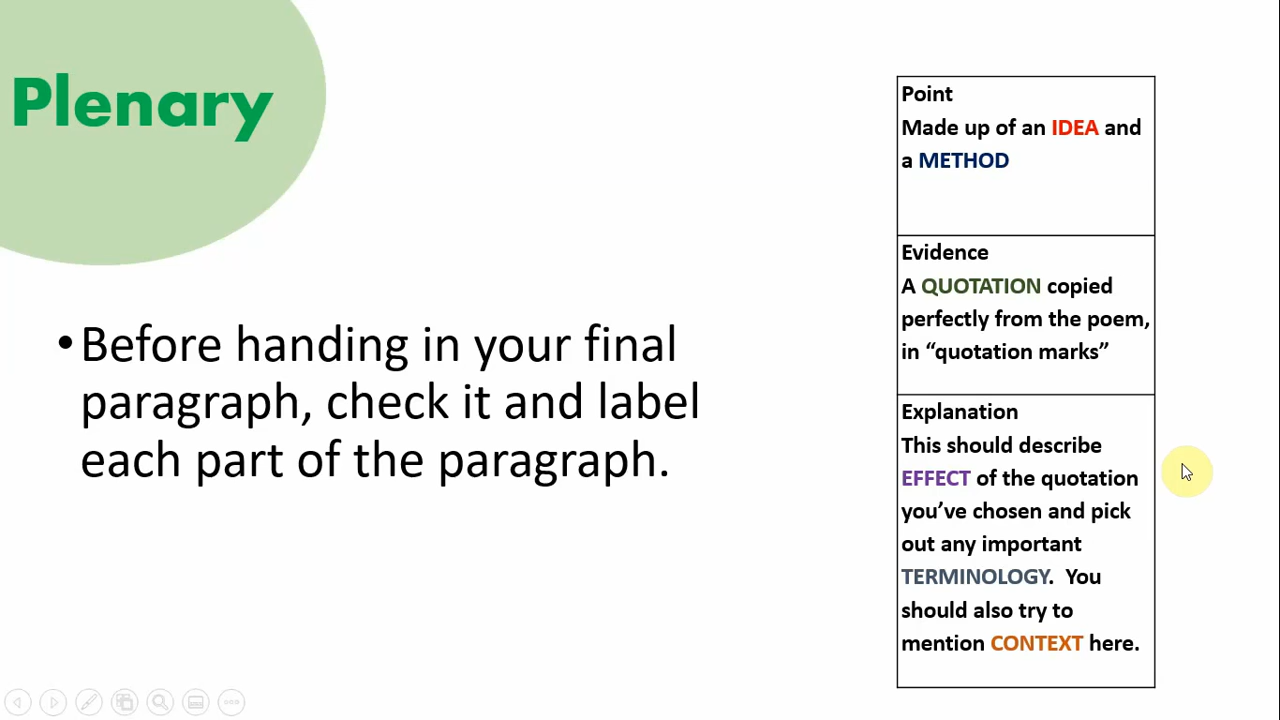 Plenary
•Before handing in your final
paragraph, check it and label
each part of the paragraph.
Point
Made up of an IDEA and
a METHOD
Evidence
A QUOTATION copied
perfectly from the poem,
in “quotation marks”
Explanation
This should describe
EFFECT of the quotation
you’ve chosen and pick
out any important
TERMINOLOGY.  You
should also try to
mention CONTEXT here.